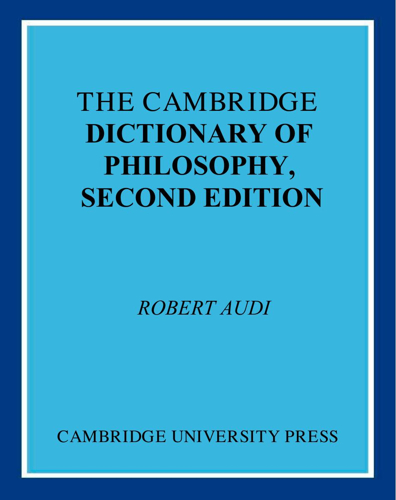 THE CAMBRIDGE
DICTIONARY OF
PHILOSOPHY,
SECOND EDITION
ROBERT AUDI
CAMBRIDGE UNIVERSITY PRESS